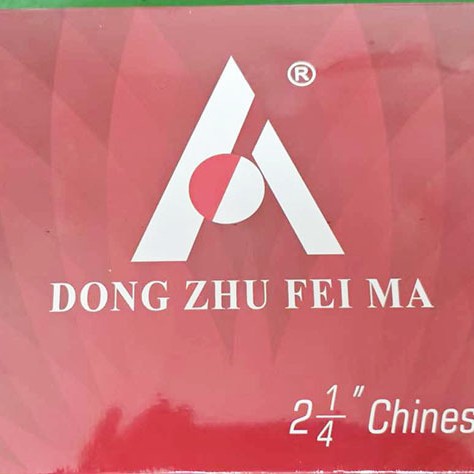 ®
DONG ZHU FEI MA
2 1/4" Chines